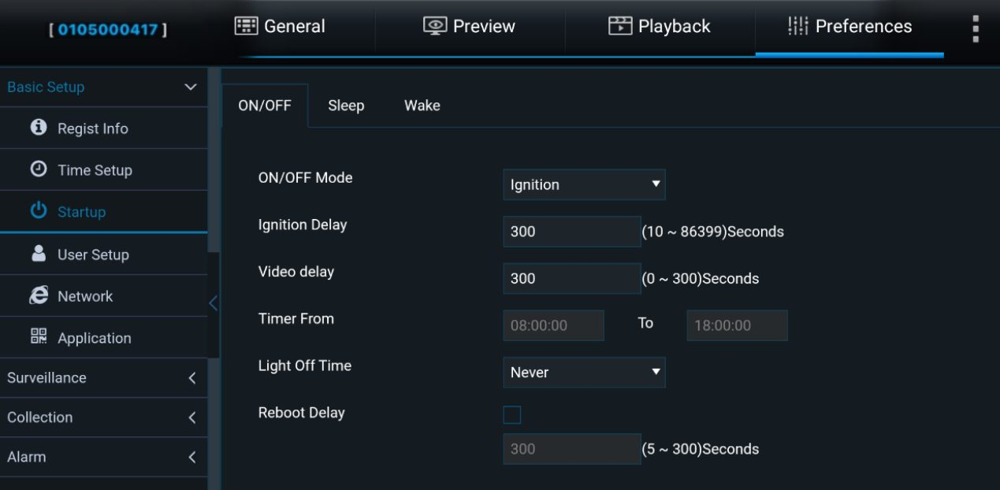 [ 0105000417 ]
General
Preview
Playback
Preferences
Basic Setup
Regist Info
Time Setup
Startup
User Setup
Network
Application
Surveillance
Collection
Alarm
ON/OFF Sleep Wake
ON/OFF Mode Ignition
Ignition Delay 300 (10 ~ 86399)Seconds
Video delay 300 (0 ~ 300)Seconds
Timer From 08:00:00 To 18:00:00
Light Off Time Never
Reboot Delay
300 (5 ~ 300)Seconds